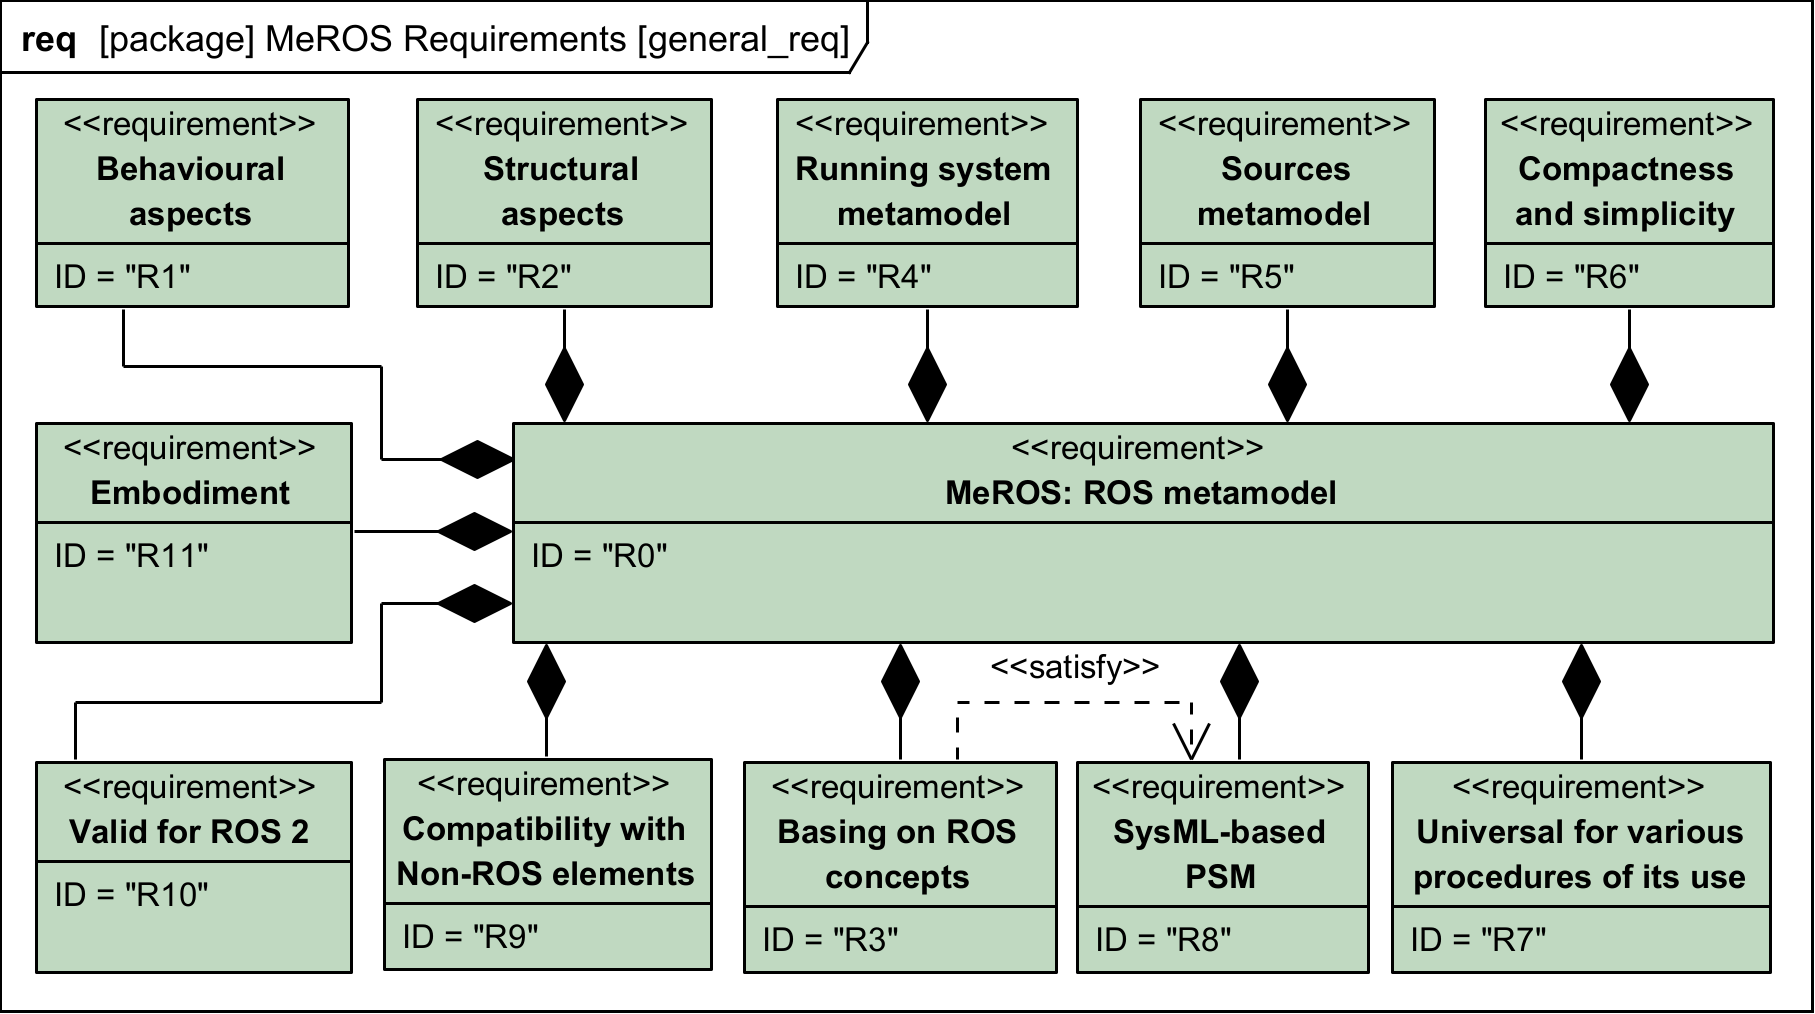 req [package] MeROS Requirements [general_req]
<<requirement>>
Behavioural
aspects
ID = "R1"
<<requirement>>
Structural
aspects
ID = "R2"
<<requirement>>
Running system
metamodel
ID = "R4"
<<requirement>>
Sources
metamodel
ID = "R5"
<<requirement>>
Compactness
and simplicity
ID = "R6"
<<requirement>>
Embodiment
ID = "R11"
<<requirement>>
MeROS: ROS metamodel
ID = "R0"
<<satisfy>>
<<requirement>>
Valid for ROS 2
ID = "R10"
<<requirement>>
Compatibility with
Non-ROS elements
ID = "R9"
<<requirement>>
Basing on ROS
concepts
ID = "R3"
<<requirement>>
SysML-based
PSM
ID = "R8"
<<requirement>>
Universal for various
procedures of its use
ID = "R7"